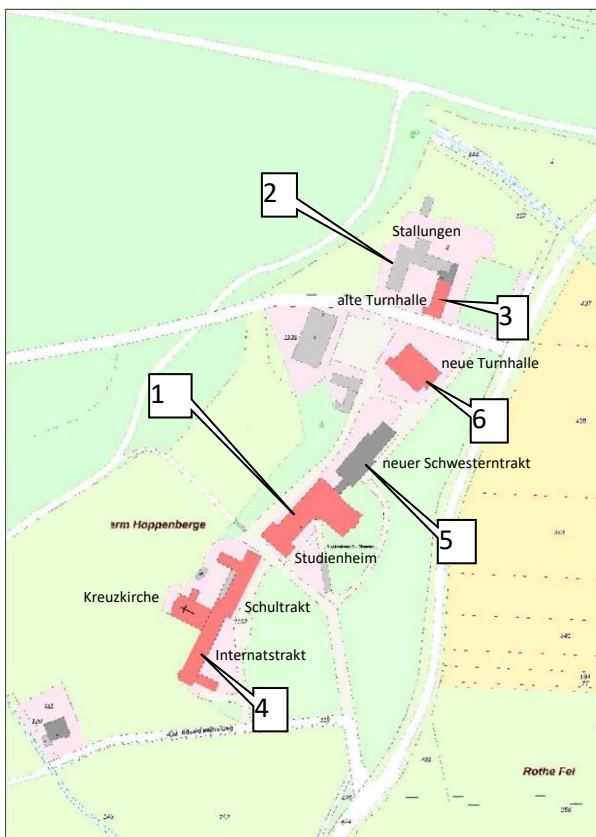 2
Stallungen
alte Turnhalle
3
neue Turnhalle
1
6
neuer Schwesterntrakt
erm Hoppenberge
5
Studienheim
Kreuzkirche
Schultrakt
Internatstrakt
4
Rothe Fel